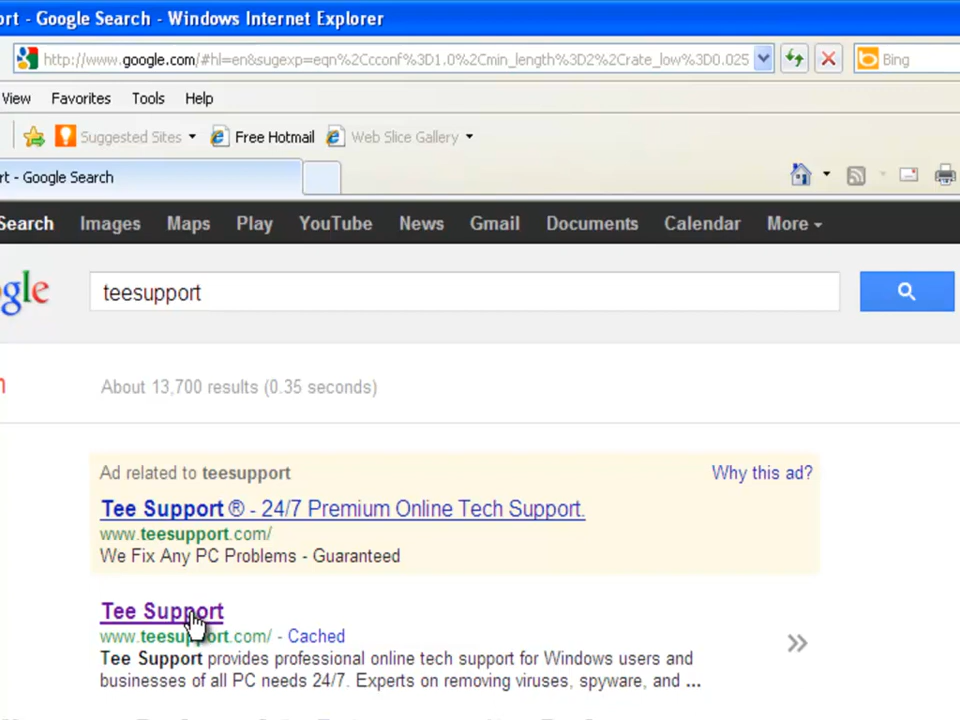 ort - Google Search - Windows Internet Explorer
http://www.google.com/#hl=en&sugexp=eqn%2Cconf%3D1.0%2Cmin_length%3D2%2Crate_low%3D0.025 Bing
View Favorites Tools Help
Suggested Sites Free Hotmail Web Slice Gallery
rt - Google Search
Search Images Maps Play YouTube News Gmail Documents Calendar More
gle teesupport
About 13,700 results (0.35 seconds)
Ad related to teesupport Why this ad?
Tee Support ® - 24/7 Premium Online Tech Support.
www.teesupport.com/
We Fix Any PC Problems - Guaranteed
Tee Support
www.teesupport.com/ - Cached
Tee Support provides professional online tech support for Windows users and
businesses of all PC needs 24/7. Experts on removing viruses, spyware, and ...